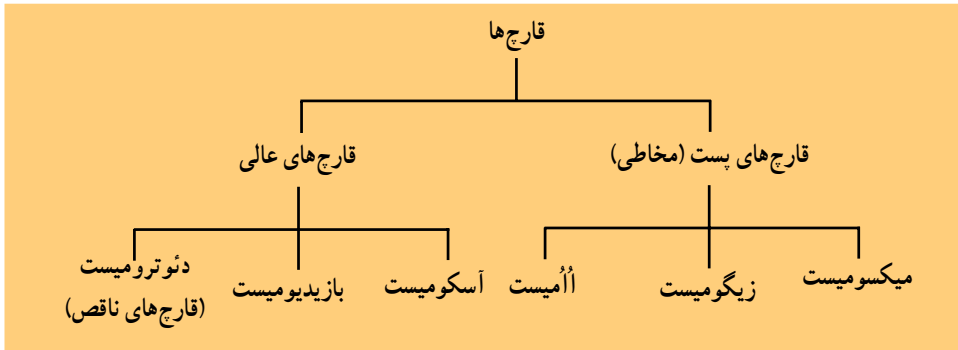 قارچ‌ها
قارچ‌های پست (مخاطی)
قارچ‌های عالی
میکسومیست
زیگومیست
اُاُمیست
آسکومیست
بازیدیومیست
دئوترومیست
(قارچ‌های ناقص)